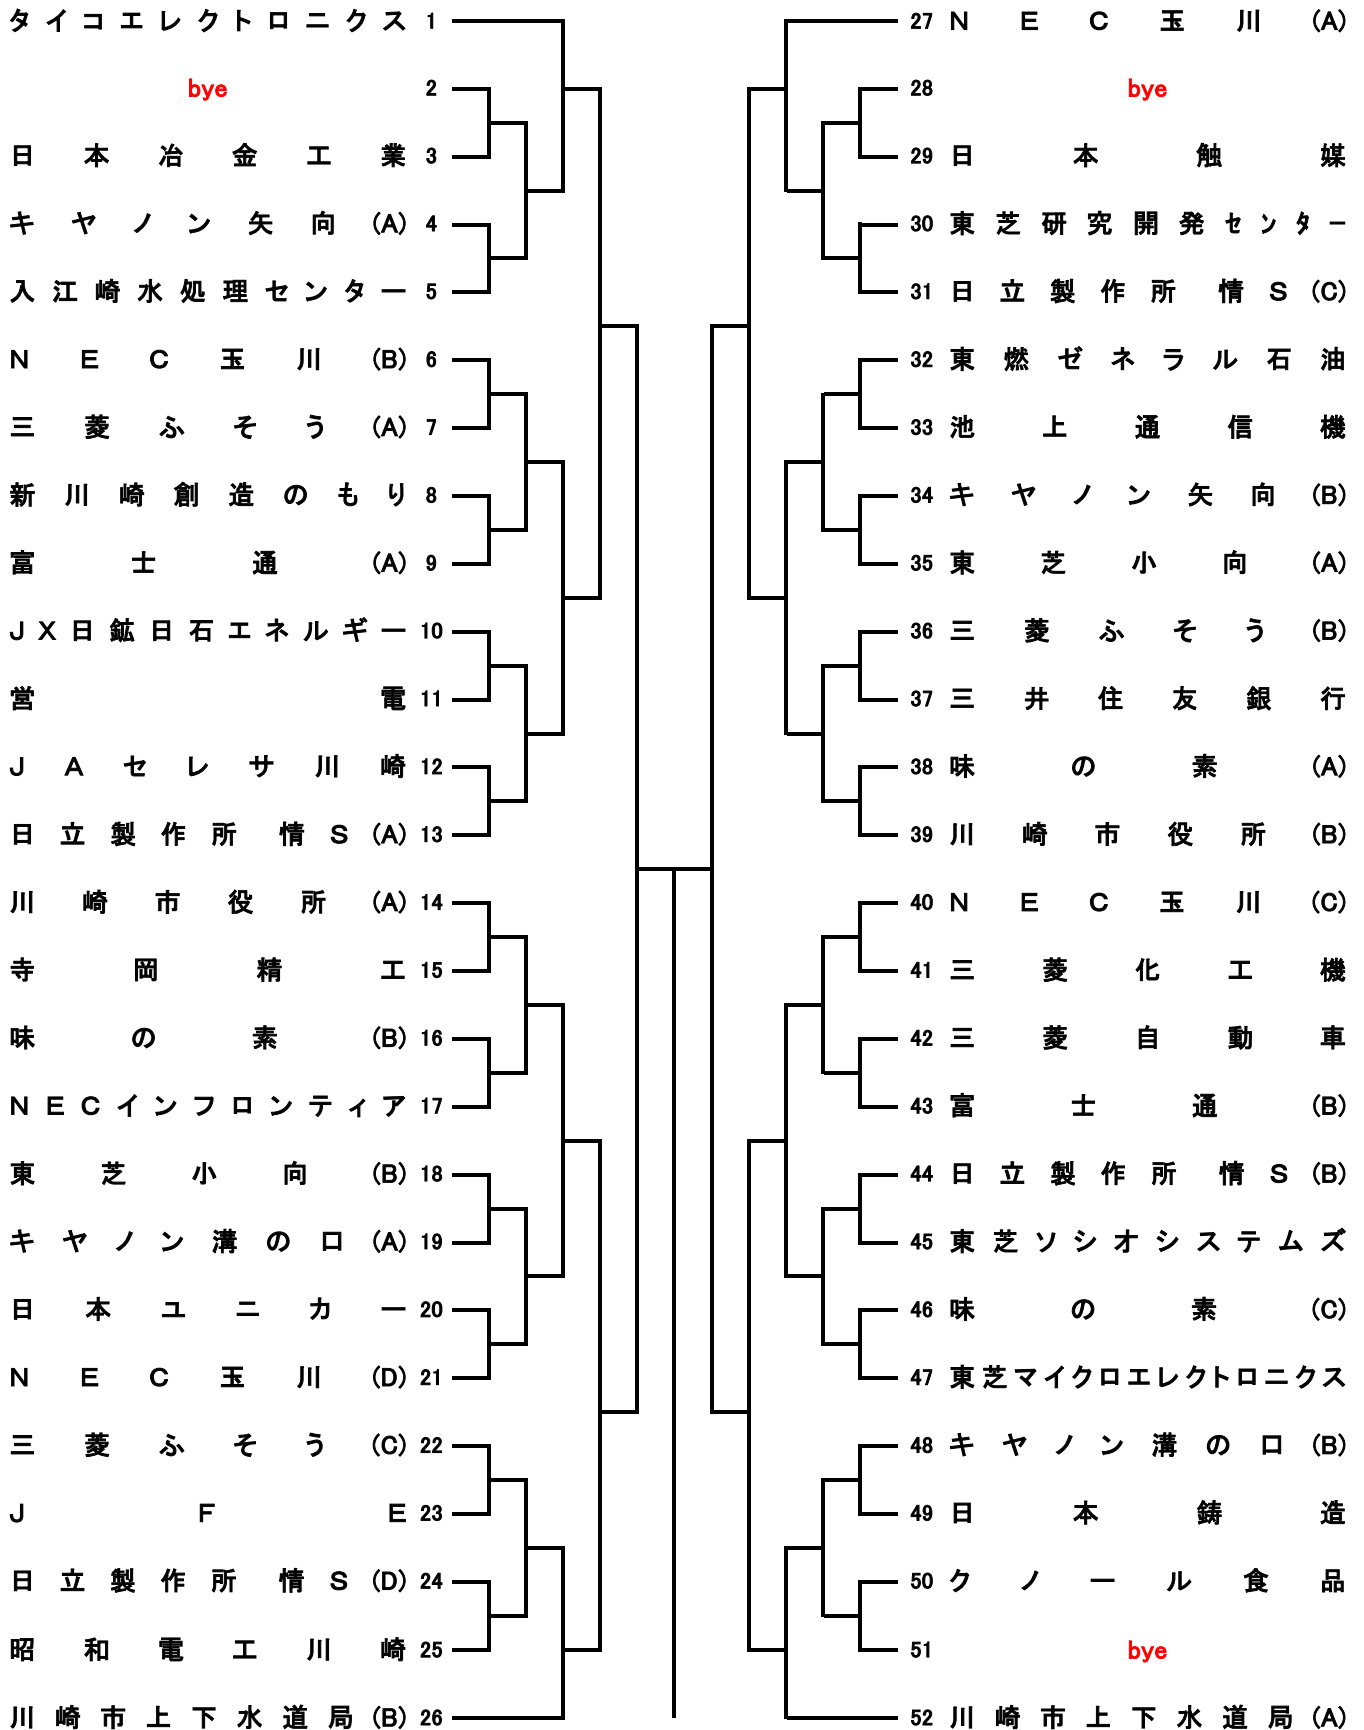 タイコエレクトロニクス 1
bye 2
日本冶金工業 3
キヤノン矢向(A) 4
入江崎水処理センター 5
NEC玉川(B) 6
三菱ふそう(A) 7
新川崎創造のもり 8
富士通(A) 9
JX日鉱日石エネルギー 10
営電 11
JAセレサ川崎 12
日立製作所 情S(A) 13
川崎市役所(A) 14
寺岡精工 15
味の素(B) 16
NECインフロンティア 17
東芝小向(B) 18
キヤノン溝の口(A) 19
日本ユニカー 20
NEC玉川(D) 21
三菱ふそう(C) 22
JFE 23
日立製作所 情S(D) 24
昭和電工川崎 25
川崎市上下水道局(B) 26
27 NEC玉川(A)
28 bye
29 日本触媒
30 東芝研究開発センター
31 日立製作所 情S(C)
32 東燃ゼネラル石油
33 池上通信機
34 キヤノン矢向(B)
35 東芝小向(A)
36 三菱ふそう(B)
37 三井住友銀行
38 味の素(A)
39 川崎市役所(B)
40 NEC玉川(C)
41 三菱化工機
42 三菱自動車
43 富士通(B)
44 日立製作所 情S(B)
45 東芝ソシオシステムズ
46 味の素(C)
47 東芝マイクロエレクトロニクス
48 キヤノン溝の口(B)
49 日本鋳造
50 クノール食品
51 bye
52 川崎市上下水道局(A)